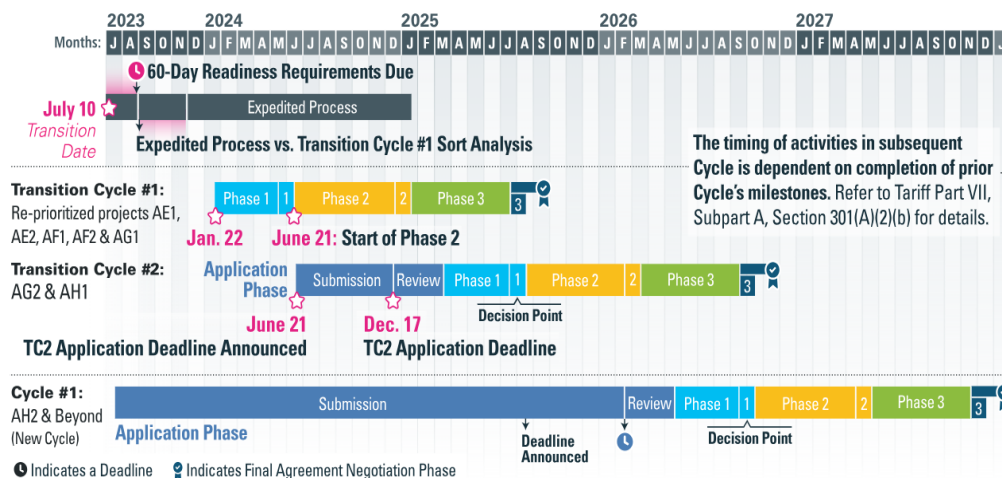 2023 2024 2025 2026 2027
Months: J A S O N D J F M A M J J A S O N D J F M A M J J A S O N D J F M A M J J A S O N D J F M A M J J A S O N D J
60-Day Readiness Requirements Due
July 10
Transition
Date
Expedited Process
Expedited Process vs. Transition Cycle #1 Sort Analysis
The timing of activities in subsequent
Cycle is dependent on completion of prior
Cycle's milestones. Refer to Tariff Part VII,
Subpart A, Section 301(A)(2)(b) for details.
Transition Cycle #1:
Re-prioritized projects AE1,
AE2, AF1, AF2 & AG1
Phase 1 1 Phase 2 2 Phase 3 3
Jan. 22 June 21: Start of Phase 2
Transition Cycle #2:
AG2 & AH1
Application
Phase
Submission Review Phase 1 1 Phase 2 2 Phase 3 3
Decision Point
June 21 Dec. 17
TC2 Application Deadline Announced TC2 Application Deadline
Cycle #1:
AH2 & Beyond
(New Cycle)
Submission Review Phase 1 1 Phase 2 2 Phase 3 3
Application Phase
Deadline
Announced
Decision Point
Indicates a Deadline Indicates Final Agreement Negotiation Phase